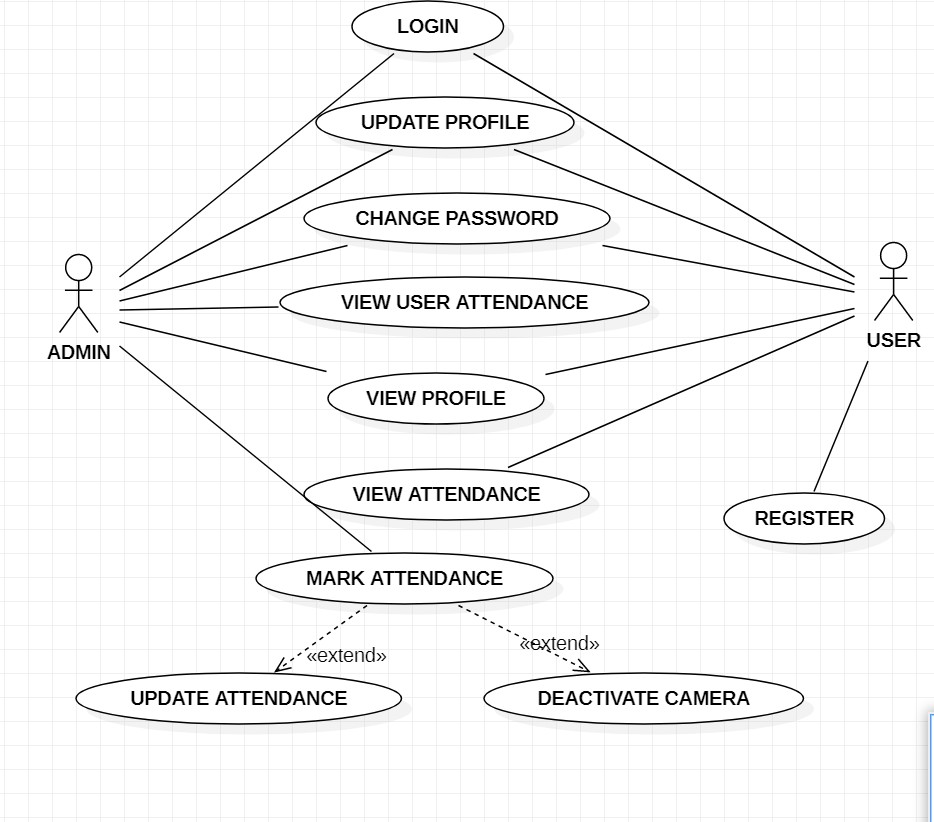 LOGIN
UPDATE PROFILE
CHANGE PASSWORD
VIEW USER ATTENDANCE
ADMIN
USER
VIEW PROFILE
VIEW ATTENDANCE
REGISTER
MARK ATTENDANCE
«extend»
«extend»
UPDATE ATTENDANCE
DEACTIVATE CAMERA